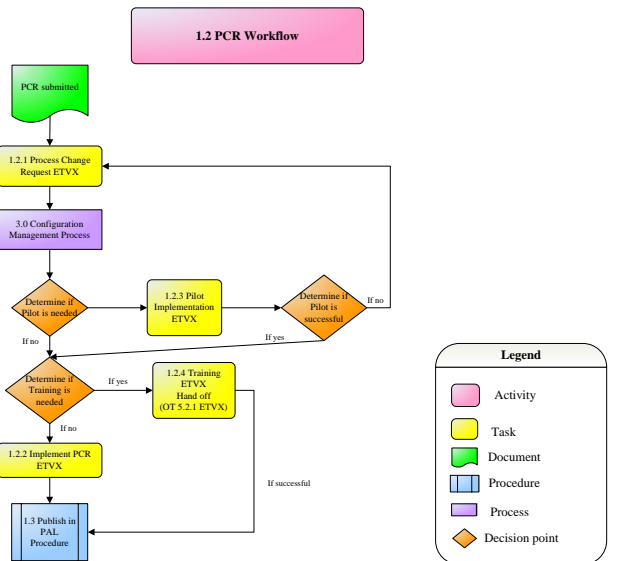 1.2 PCR Workflow
PCR submitted
1.2.1 Process Change
Request ETVX
3.0 Configuration
Management Process
Determine if
Pilot is needed
1.2.3 Pilot
Implementation
ETVX
Determine if
Pilot is
successful
If no
If no
If yes
Determine if
Training is
needed
If yes
1.2.4 Training
ETVX
Hand off
(OT 5.2.1 ETVX)
If no
1.2.2 Implement PCR
ETVX
If successful
1.3 Publish in
PAL
Procedure
Legend
Activity
Task
Document
Procedure
Process
Decision point